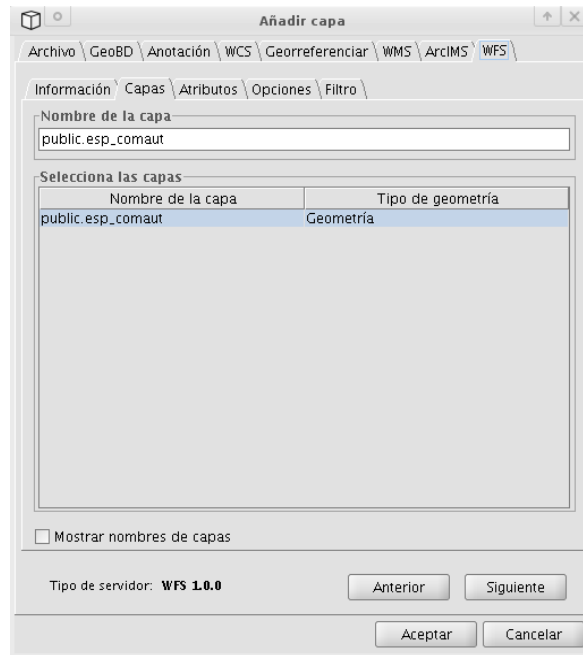 Añadir capa
Archivo GeoBD Anotación WCS Georreferenciar WMS ArcIMS WFS
Información Capas Atributos Opciones Filtro
Nombre de la capa
public.esp_comaut
Selecciona las capas
Nombre de la capa Tipo de geometría
public.esp_comaut Geometría
Mostrar nombres de capas
Tipo de servidor: WFS 1.0.0 Anterior Siguiente
Aceptar Cancelar